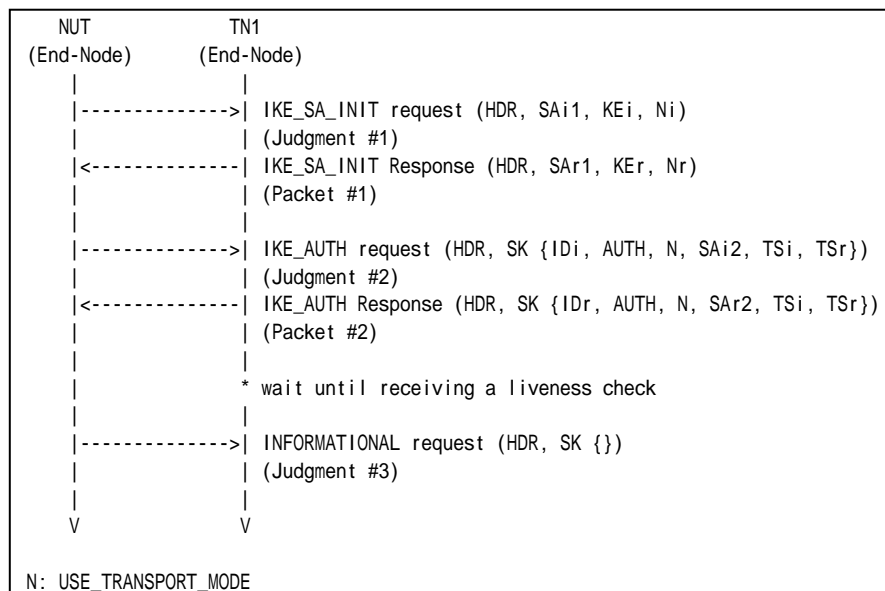 NUT TN1
(End-Node) (End-Node)
| |
|-------------->| IKE_SA_INIT request (HDR, SAi1, KEi, Ni)
| | (Judgment #1)
|<--------------| IKE_SA_INIT Response (HDR, SAr1, KEr, Nr)
| | (Packet #1)
| |
|-------------->| IKE_AUTH request (HDR, SK {IDi, AUTH, N, SAi2, TSi, TSr})
| | (Judgment #2)
|<--------------| IKE_AUTH Response (HDR, SK {IDr, AUTH, N, SAr2, TSi, TSr})
| | (Packet #2)
| |
| * wait until receiving a liveness check
| |
|-------------->| INFORMATIONAL request (HDR, SK {})
| | (Judgment #3)
| |
V V
N: USE_TRANSPORT_MODE